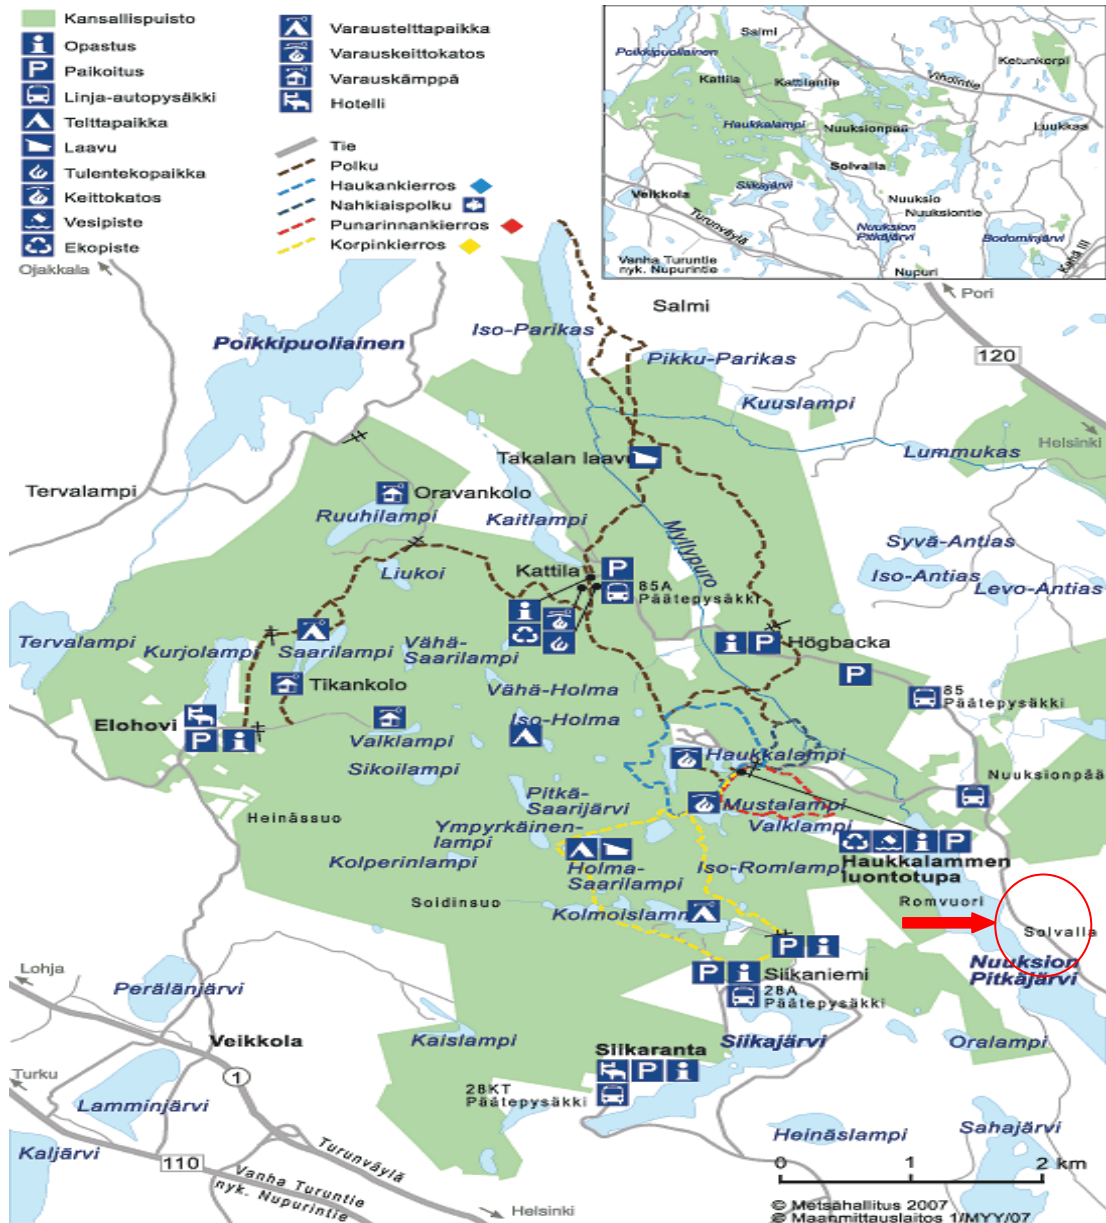 Kansallispuisto
Opastus
Paikoitus
Linja-autopysäkki
Telttapaikka
Laavu
Tulentekopaikka
Keittokatos
Vesipiste
Ekopiste
Varaustelttapaikka
Varauskeittokatos
Varauskämppä
Hotelli
Tie
Polku
Haukankierros
Nahkiaispolku
Punarinnankierros
Korpinkierros
Salmi
Poikkipuoliainen
Ketunkorpi
Kattila
Kattilantie
Vihdintie
Haukkalampi
Nuuksionpää
Luukkaa
Solvalla
Siikajärvi
Veikkola
Nuuksio
Nuuksiontie
Turunväylä
Nuuksion
Pitkäjärvi
Bodominjärvi
Vanha Turuntie
nyk. Nupurintie
Nupuri
Kehä III
Ojakkala
Pori
Salmi
Iso-Parikas
Poikkipuoliainen
Pikku-Parikas
120
Kuuslampi
Helsinki
Takalan laavu
Lummukas
Tervalampi
Oravankolo
Ruuhilampi
Kaitlampi
Myllypuro
Syvä-Antias
Kattila
P
Liukoi
Iso-Antias
Levo-Antias
85A
Päätepysäkki
Tervalampi
Kurjolampi
Saarilampi
Vähä-
Saarilampi
P
Högbacka
P
Tikankolo
Vähä-Holma
85
Päätepysäkki
Elohovi
Iso-Holma
P
Valklampi
Haukkalampi
Sikoilampi
Nuuksionpää
Pitkä-
Saarijärvi
Mustalampi
Heinässuo
Valklampi
Ympyrkäinen-
lampi
P
Kolperinlampi
Holma-
Saarilampi
Iso-Romlampi
Haukkalammen
luontotupa
Soidinsuo
Kolmoislammi
Romvuori
Solvalla
P
Lohja
P
Siikaniemi
Nuuksion
Pitkäjärvi
Perälänjärvi
28A
Päätepysäkki
Veikkola
Kaislampi
Siikajärvi
Oralampi
Siikaranta
Turku
1
P
28KT
Päätepysäkki
Lamminjärvi
Heinäslampi
Sahajärvi
Kaljärvi
110
Turunväylä
Vanha Turuntie
nyk. Nupurintie
0 1 2 km
Helsinki
© Metsähallitus 2007
© Maanmittauslaitos 1/MYY/07